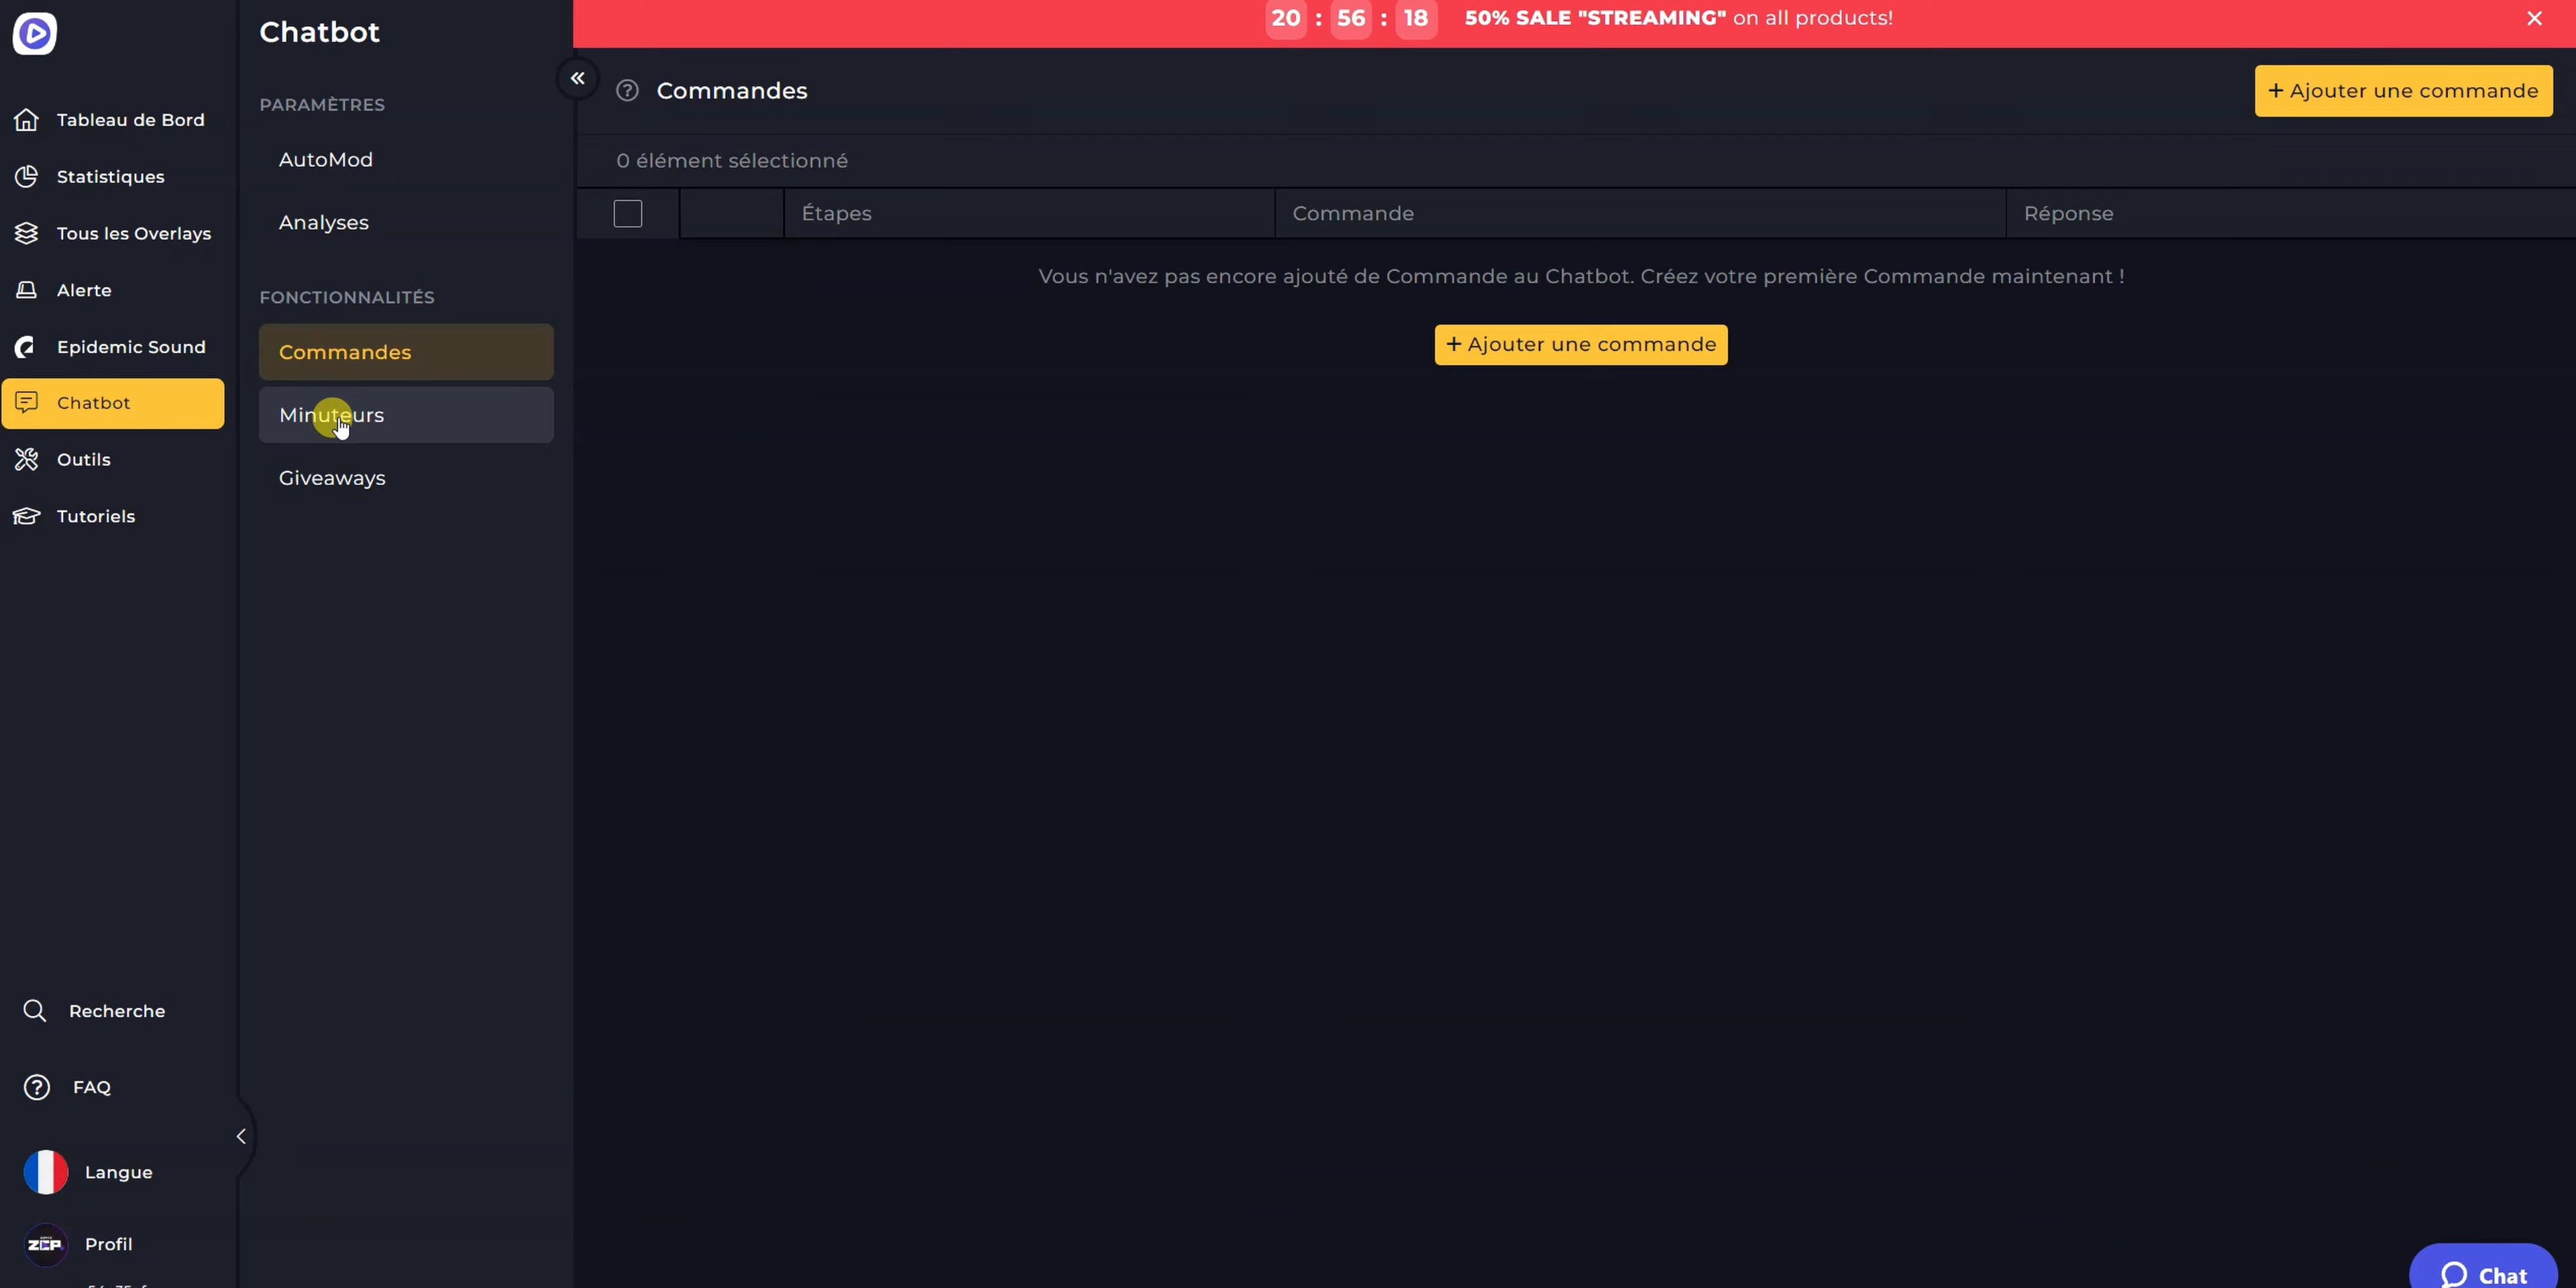 Tableau de Bord
Statistiques
Tous les Overlays
Alerte
Epidemic Sound
Chatbot
Outils
Tutoriels
Recherche
FAQ
Langue
Profil
Chatbot
PARAMÈTRES
AutoMod
Analyses
FONCTIONNALITÉS
Commandes
Minuteurs
Giveaways
20 : 56 : 18 50% SALE "STREAMING" on all products!
Commandes
+ Ajouter une commande
0 élément sélectionné
Étapes Commande Réponse
Vous n'avez pas encore ajouté de Commande au Chatbot. Créez votre première Commande maintenant !
+ Ajouter une commande
Chat